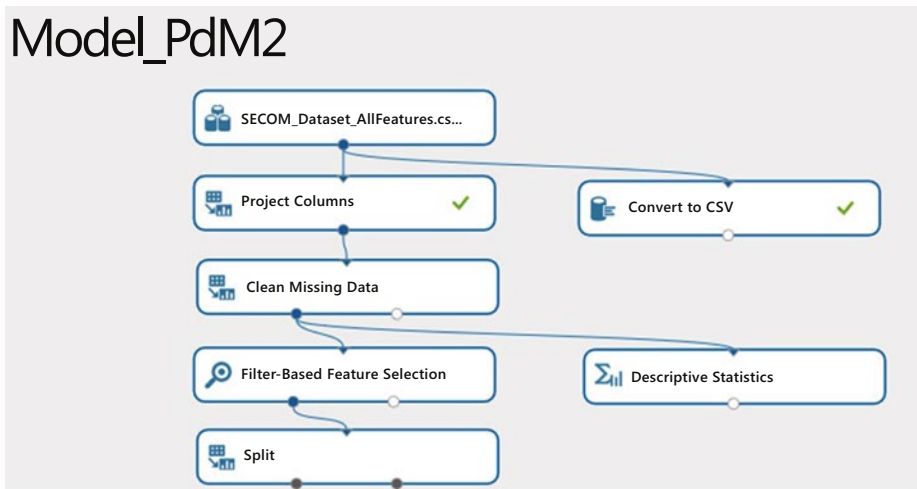 Model_PdM2
SECOM_Dataset_AllFeatures.cs...
Project Columns
Convert to CSV
Clean Missing Data
Filter-Based Feature Selection
Descriptive Statistics
Split